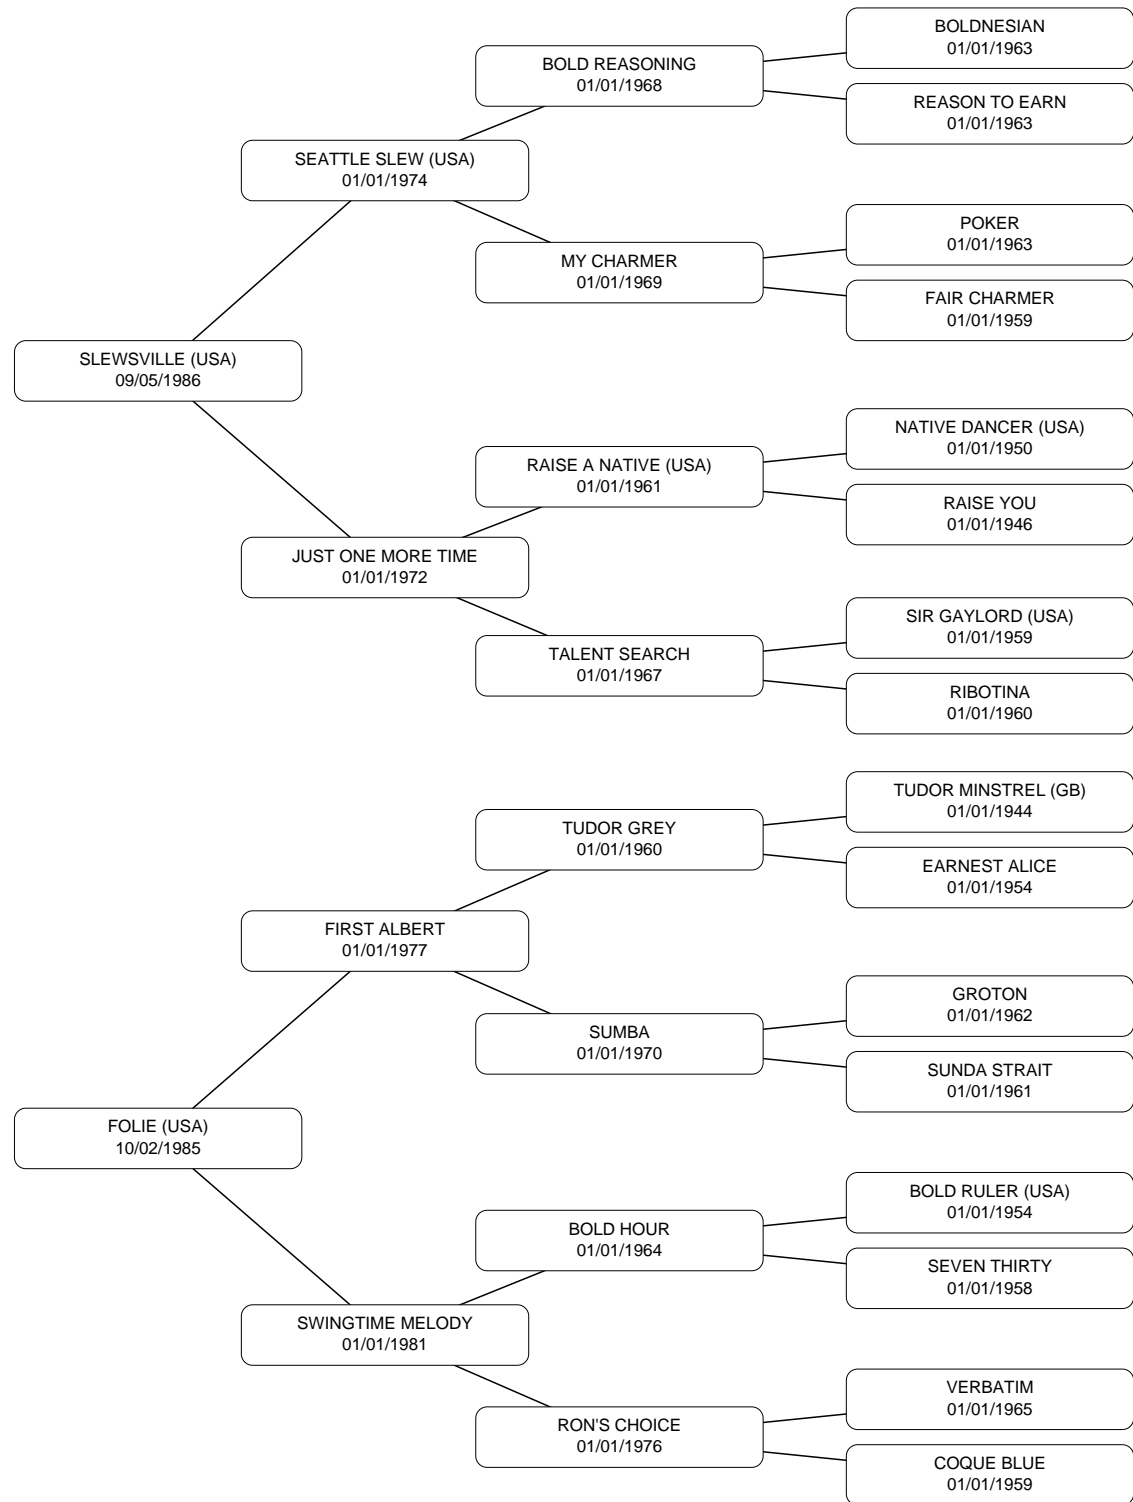 BOLDNESIAN
01/01/1963
BOLD REASONING
01/01/1968
REASON TO EARN
01/01/1963
SEATTLE SLEW (USA)
01/01/1974
POKER
01/01/1963
MY CHARMER
01/01/1969
FAIR CHARMER
01/01/1959
SLEWSVILLE (USA)
09/05/1986
NATIVE DANCER (USA)
01/01/1950
RAISE A NATIVE (USA)
01/01/1961
RAISE YOU
01/01/1946
JUST ONE MORE TIME
01/01/1972
SIR GAYLORD (USA)
01/01/1959
TALENT SEARCH
01/01/1967
RIBOTINA
01/01/1960
TUDOR MINSTREL (GB)
01/01/1944
TUDOR GREY
01/01/1960
EARNEST ALICE
01/01/1954
FIRST ALBERT
01/01/1977
GROTON
01/01/1962
SUMBA
01/01/1970
SUNDA STRAIT
01/01/1961
FOLIE (USA)
10/02/1985
BOLD RULER (USA)
01/01/1954
BOLD HOUR
01/01/1964
SEVEN THIRTY
01/01/1958
SWINGTIME MELODY
01/01/1981
VERBATIM
01/01/1965
RON'S CHOICE
01/01/1976
COQUE BLUE
01/01/1959